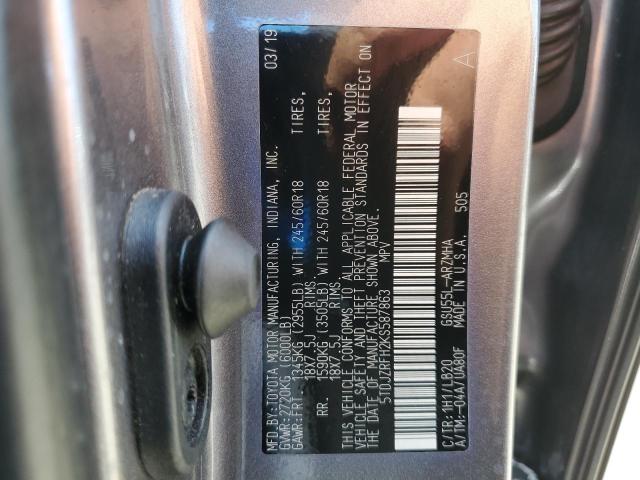 MFD.BY:TOYOTA MOTOR MANUFACTURING, INDIANA, INC. 03/19
GVWR:2720KG (6000LB)
GAWR:FRT. 1345KG (2955LB) WITH 245/60R18 TIRES,
18X7.5J RIMS,
RR. 1590KG (3505LB) WITH 245/60R18 TIRES,
18X7.5J RIMS.
THIS VEHICLE CONFORMS TO ALL APPLICABLE FEDERAL MOTOR
VEHICLE SAFETY AND THEFT PREVENTION STANDARDS IN EFFECT ON
THE DATE OF MANUFACTURE SHOWN ABOVE.
5TDJZRFH2KS587863 MPV
A
C/TR:1H1/LB20 GSU55L-ARZMHA
A/TM:-04A/UA80F MADE IN U.S.A. 505